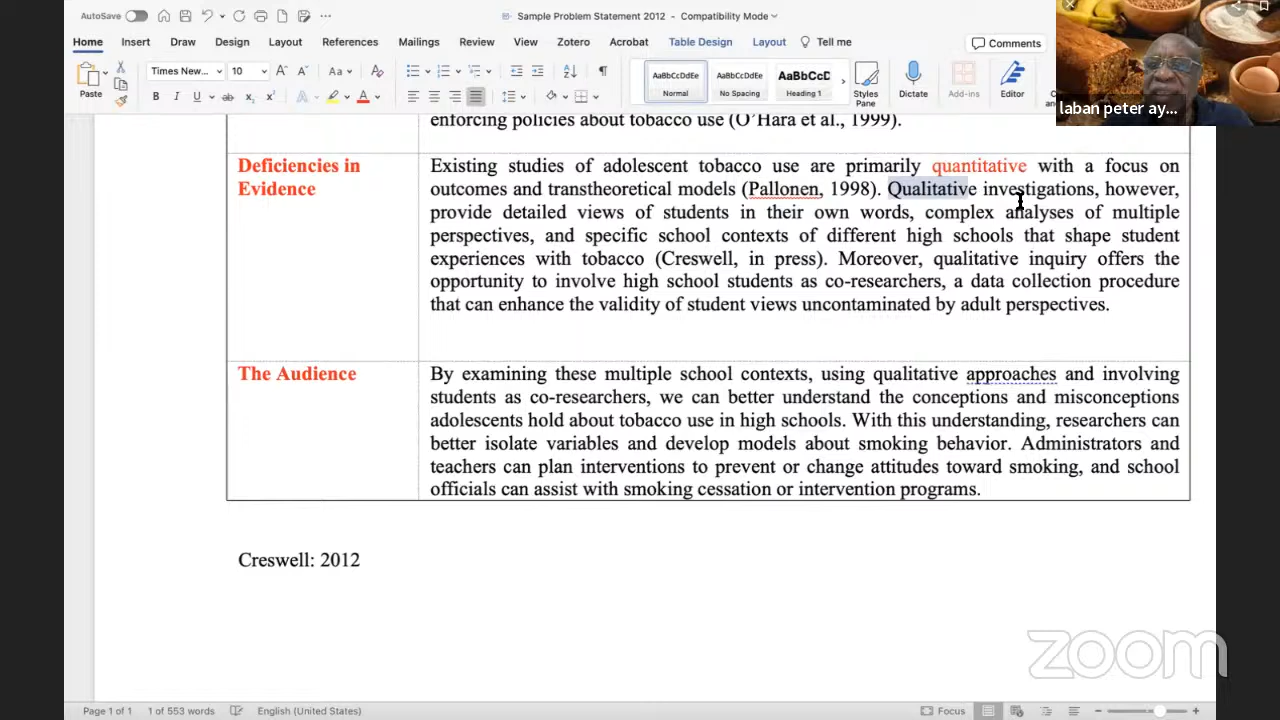 AutoSave
Sample Problem Statement 2012 - Compatibility Mode
Home Insert Draw Design Layout References Mailings Review View Zotero Acrobat Table Design Layout Tell me
Comments
Paste
Times New... 10
Aa
B I U ab x₂ x²
AaBbCcDdEe
Normal
AaBbCcDdEe
No Spacing
AaBbCcD
Heading 1
Styles
Pane
Dictate
Add-ins
Editor
laban peter ay...
enforcing policies about tobacco use (O'Hara et al., 1999).
Deficiencies in
Evidence
Existing studies of adolescent tobacco use are primarily quantitative with a focus on
outcomes and transtheoretical models (Pallonen, 1998). Qualitative investigations, however,
provide detailed views of students in their own words, complex analyses of multiple
perspectives, and specific school contexts of different high schools that shape student
experiences with tobacco (Creswell, in press). Moreover, qualitative inquiry offers the
opportunity to involve high school students as co-researchers, a data collection procedure
that can enhance the validity of student views uncontaminated by adult perspectives.
The Audience
By examining these multiple school contexts, using qualitative approaches and involving
students as co-researchers, we can better understand the conceptions and misconceptions
adolescents hold about tobacco use in high schools. With this understanding, researchers can
better isolate variables and develop models about smoking behavior. Administrators and
teachers can plan interventions to prevent or change attitudes toward smoking, and school
officials can assist with smoking cessation or intervention programs.
Creswell: 2012
zoom
Page 1 of 1 1 of 553 words English (United States) Focus